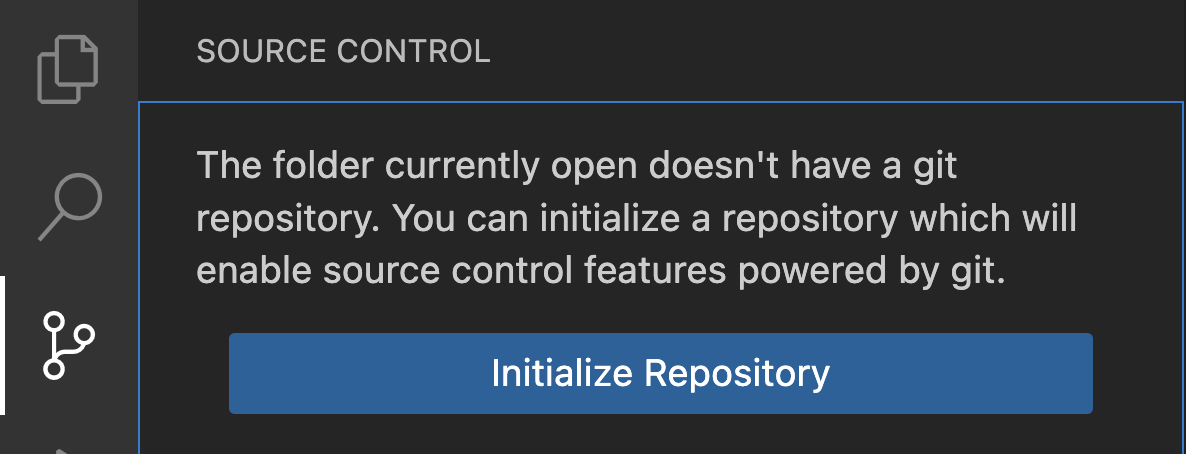 SOURCE CONTROL
The folder currently open doesn't have a git
repository. You can initialize a repository which will
enable source control features powered by git.
Initialize Repository